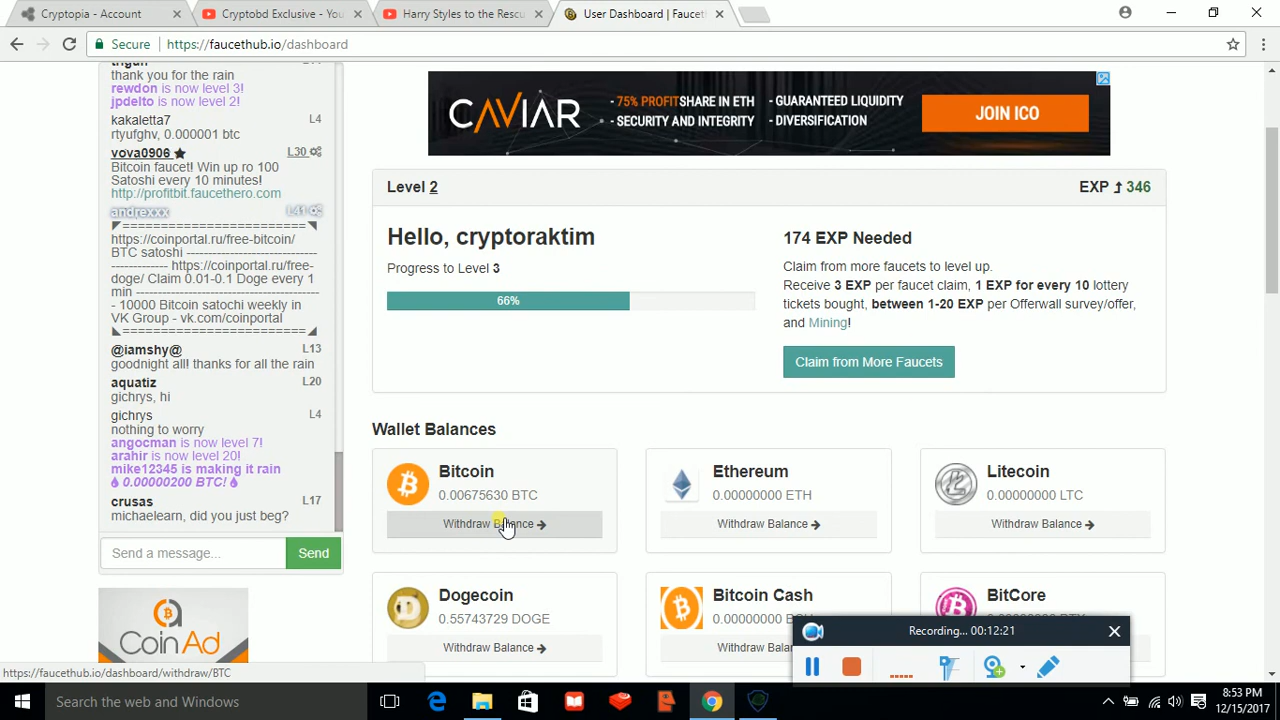 Cryptopia - Account
Cryptobd Exclusive - You
Harry Styles to the Rescu
User Dashboard | Faucet
Secure
https://faucethub.io/dashboard
thank you for the rain
rewdon is now level 3!
jpdelto is now level 2!
kakaletta7 L4
rtyufghv, 0.000001 btc
vova0906 ★ L30
Bitcoin faucet! Win up ro 100
Satoshi every 10 minutes!
http://profitbit.faucethero.com
andrexxx L41
◤========================◥
https://coinportal.ru/free-bitcoin/
BTC satoshi
https://coinportal.ru/free-
doge/ Claim 0.01-0.1 Doge every 1
min
- 10000 Bitcoin satochi weekly in
VK Group - vk.com/coinportal
◣========================◢
@iamshy@ L13
goodnight all! thanks for all the rain
aquatiz L20
gichrys, hi
gichrys L4
nothing to worry
angocman is now level 7!
arahir is now level 20!
mike12345 is making it rain
0.00000200 BTC!
crusas L17
michaelearn, did you just beg?
Send a message...
Send
CoinAd
CAVIAR
- 75% PROFIT SHARE IN ETH
- SECURITY AND INTEGRITY
- GUARANTEED LIQUIDITY
- DIVERSIFICATION
JOIN ICO
Level 2
EXP 346
Hello, cryptoraktim
Progress to Level 3
66%
174 EXP Needed
Claim from more faucets to level up.
Receive 3 EXP per faucet claim, 1 EXP for every 10 lottery
tickets bought, between 1-20 EXP per Offerwall survey/offer,
and Mining!
Claim from More Faucets
Wallet Balances
Bitcoin
0.00675630 BTC
Withdraw Balance
Ethereum
0.00000000 ETH
Withdraw Balance
Litecoin
0.00000000 LTC
Withdraw Balance
Dogecoin
0.55743729 DOGE
Withdraw Balance
Bitcoin Cash
0.00000000
Withdraw
BitCore
Recording... 00:12:21
https://faucethub.io/dashboard/withdraw/BTC
Search the web and Windows
8:53 PM
12/15/2017